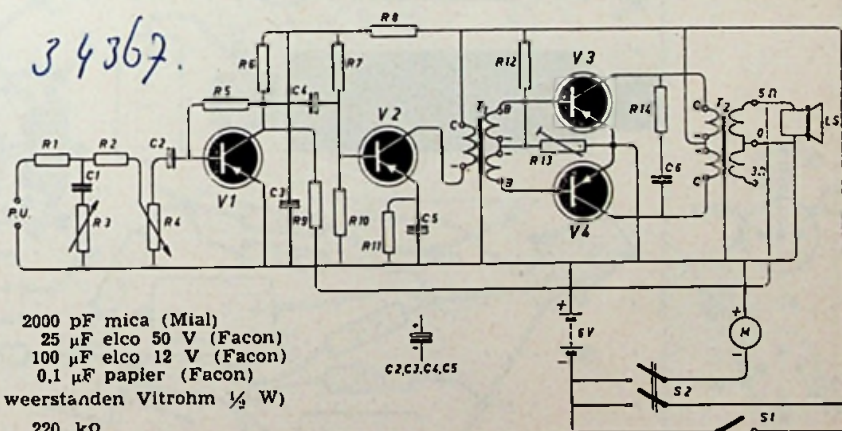 34367.
R8
R6
R7
R12
V3
R5
C4
V2
T1
R14
T2
5Ω
C
B
C
0
LS
R1
R2
C2
R13
3Ω
B
C6
C
P.U.
C1
V1
C3
R9
R10
V4
R3
R4
R11
C5
+
+
2000 pF mica (Mial)
25 µF elco 50 V (Facon)
6V
M
100 µF elco 12 V (Facon)
+
-
0,1 µF papier (Facon)
-
C2,C3,C4,C5
S2
weerstanden Vitrohm ½ W)
S1
220 kΩ